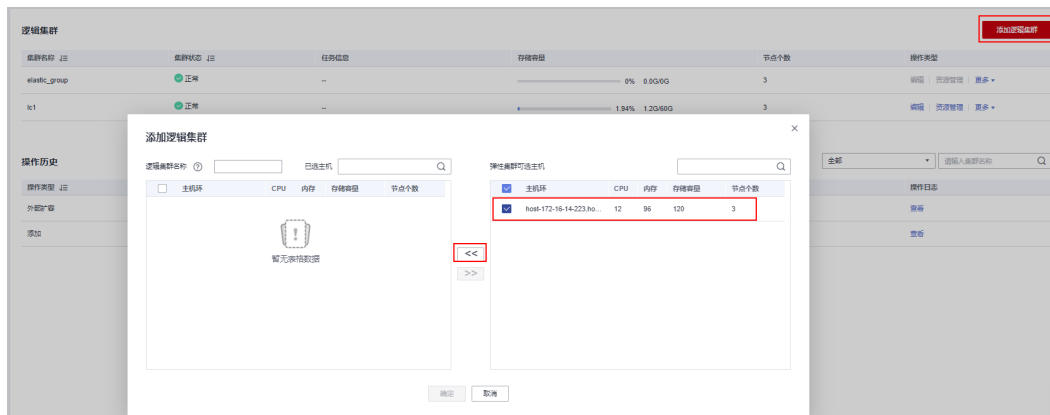 逻辑集群
添加逻辑集群
集群名称 集群状态 任务信息 存储容量 节点个数 操作类型
elastic_group 正常 -- 0% 0.0G/0G 3 编辑 资源管理 更多
lc1 正常 -- 1.94% 1.2G/60G 3 编辑 资源管理 更多
添加逻辑集群
逻辑集群名称 ? 已选主机 弹性集群可选主机
主机环 CPU 内存 存储容量 节点个数
主机环 CPU 内存 存储容量 节点个数
host-172-16-14-223,ho... 12 96 120 3
暂无表格数据
<<
>>
确定 取消
操作历史
全部 请输入集群名称
操作类型 操作日志
外部扩容 查看
添加 查看